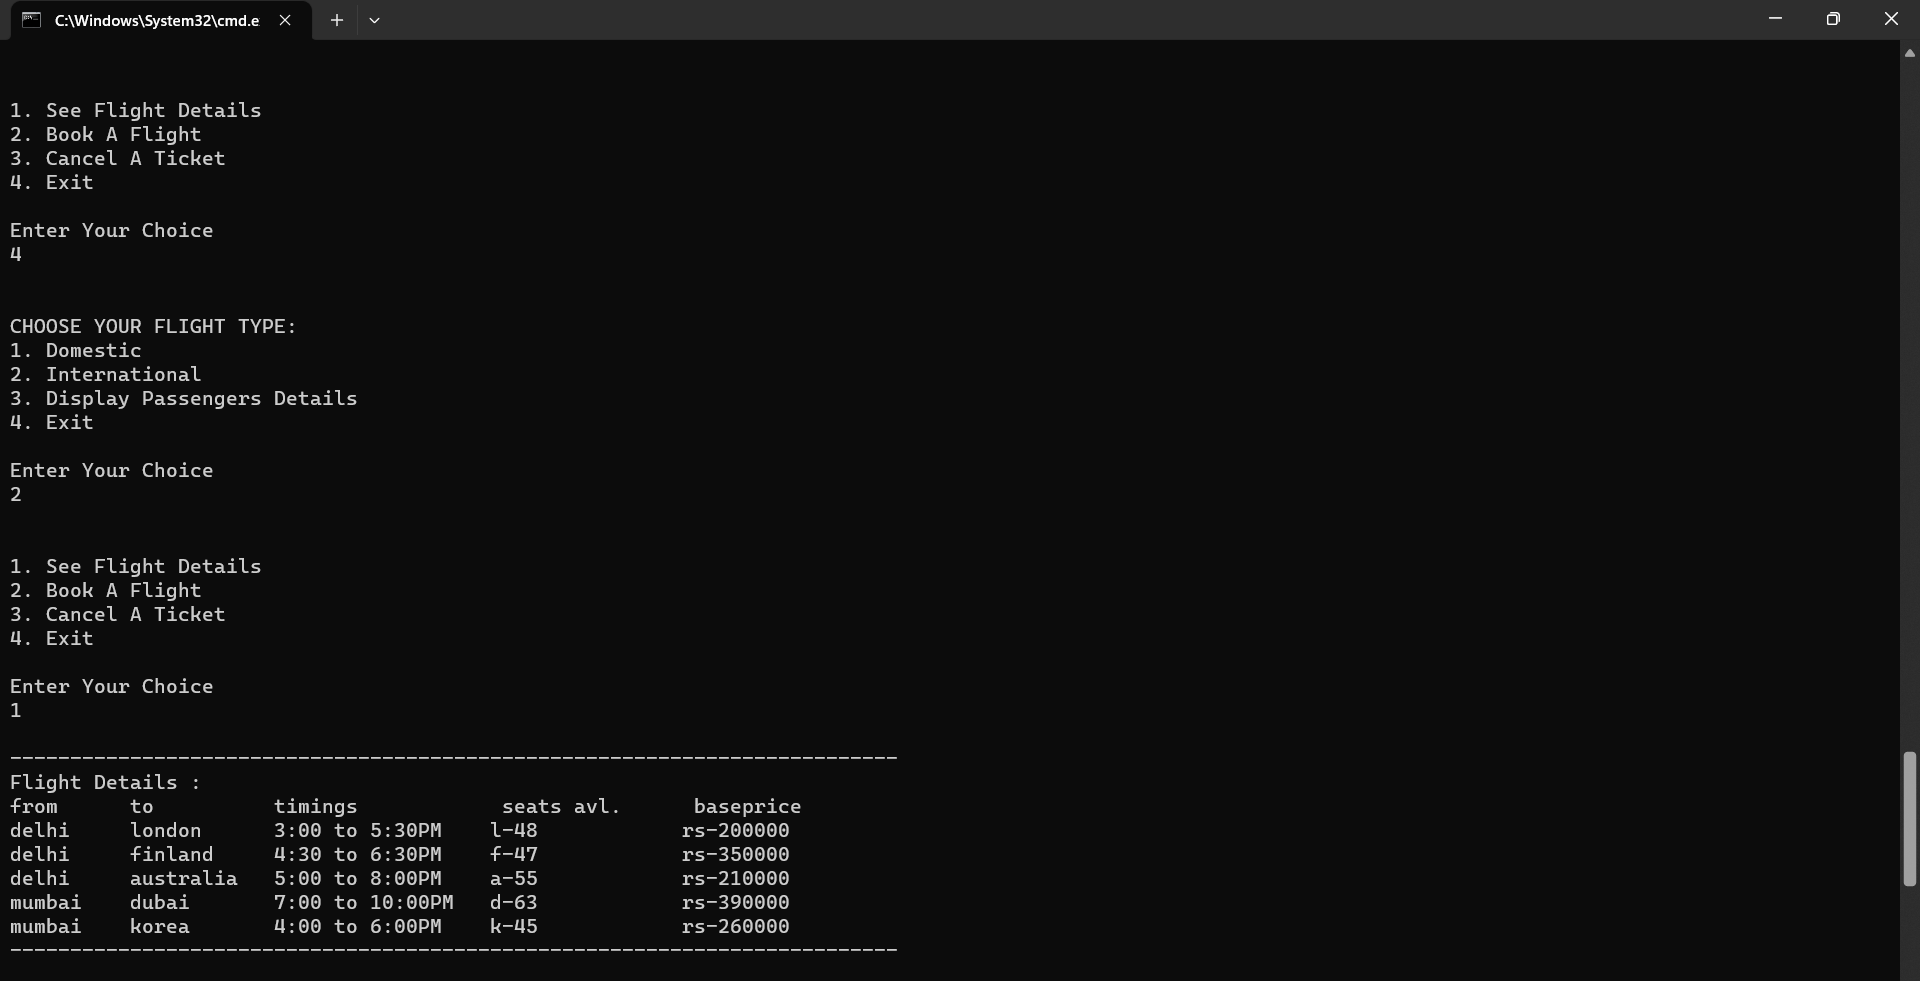 C:\Windows\System32\cmd.e
1. See Flight Details
2. Book A Flight
3. Cancel A Ticket
4. Exit
Enter Your Choice
4
CHOOSE YOUR FLIGHT TYPE:
1. Domestic
2. International
3. Display Passengers Details
4. Exit
Enter Your Choice
2
1. See Flight Details
2. Book A Flight
3. Cancel A Ticket
4. Exit
Enter Your Choice
1
--------------------------------------------------------------------------
Flight Details :
from      to          timings            seats avl.      baseprice
delhi     london      3:00 to 5:30PM    l-48            rs-200000
delhi     finland     4:30 to 6:30PM    f-47            rs-350000
delhi     australia   5:00 to 8:00PM    a-55            rs-210000
mumbai    dubai       7:00 to 10:00PM   d-63            rs-390000
mumbai    korea       4:00 to 6:00PM    k-45            rs-260000
--------------------------------------------------------------------------